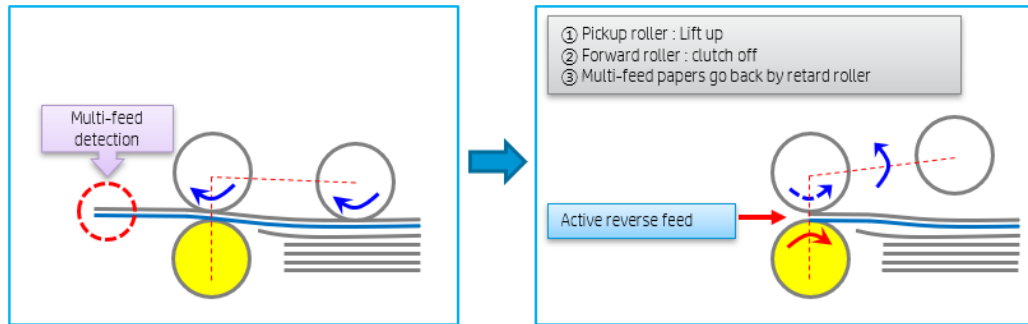 Multi-feed
detection
① Pickup roller : Lift up
② Forward roller : clutch off
③ Multi-feed papers go back by retard roller
Active reverse feed